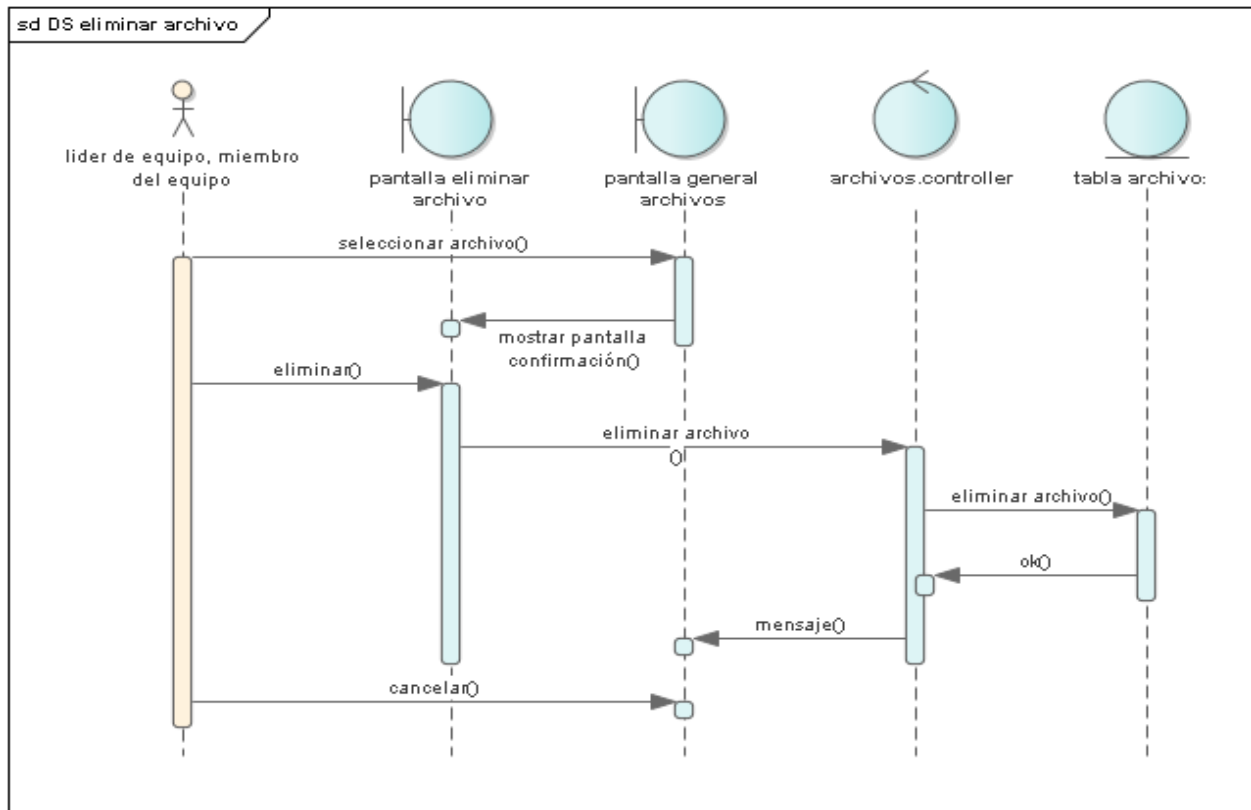 sd DS eliminar archivo
lider de equipo, miembro
del equipo
pantalla eliminar
archivo
pantalla general
archivos
archivos.controller
tabla archivo:
seleccionar archivo()
mostrar pantalla
confirmación()
eliminar()
eliminar archivo
()
eliminar archivo()
ok()
mensaje()
cancelar()